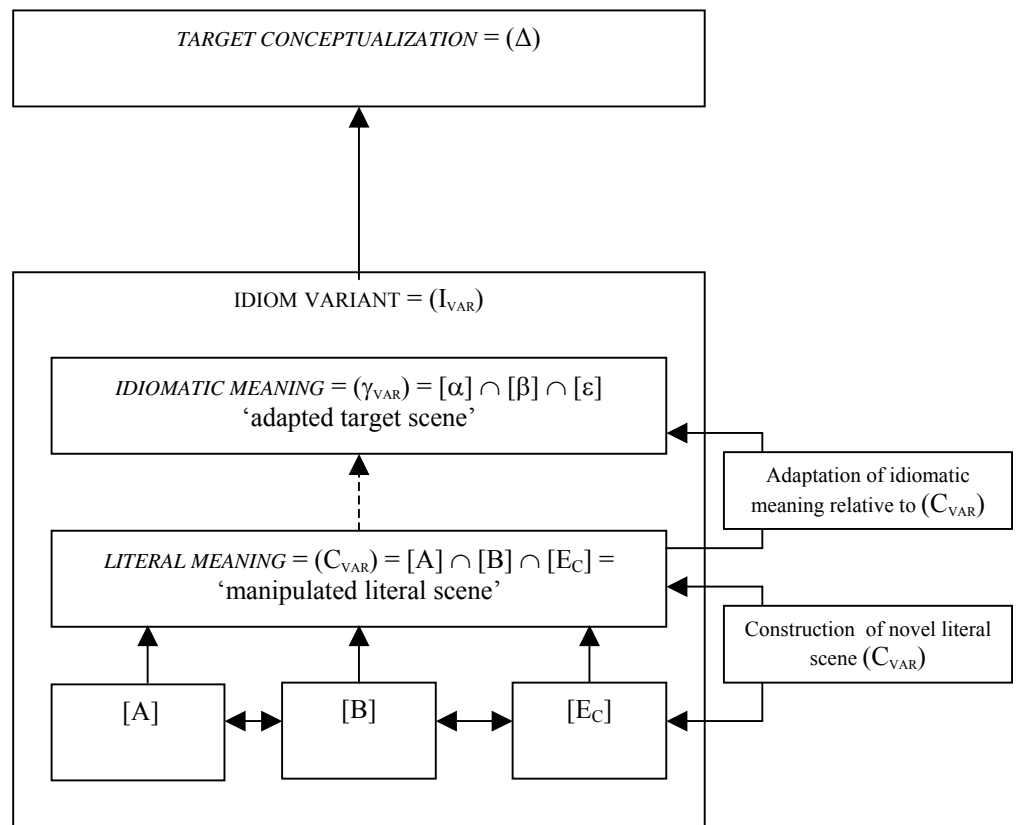 TARGET CONCEPTUALIZATION = (Δ)
IDIOM VARIANT = (I_VAR)
IDIOMATIC MEANING = (γ_VAR) = [α] ∩ [β] ∩ [ε]
‘adapted target scene’
Adaptation of idiomatic
meaning relative to (C_VAR)
LITERAL MEANING = (C_VAR) = [A] ∩ [B] ∩ [E_C] =
‘manipulated literal scene’
Construction of novel literal
scene (C_VAR)
[A]
[B]
[E_C]